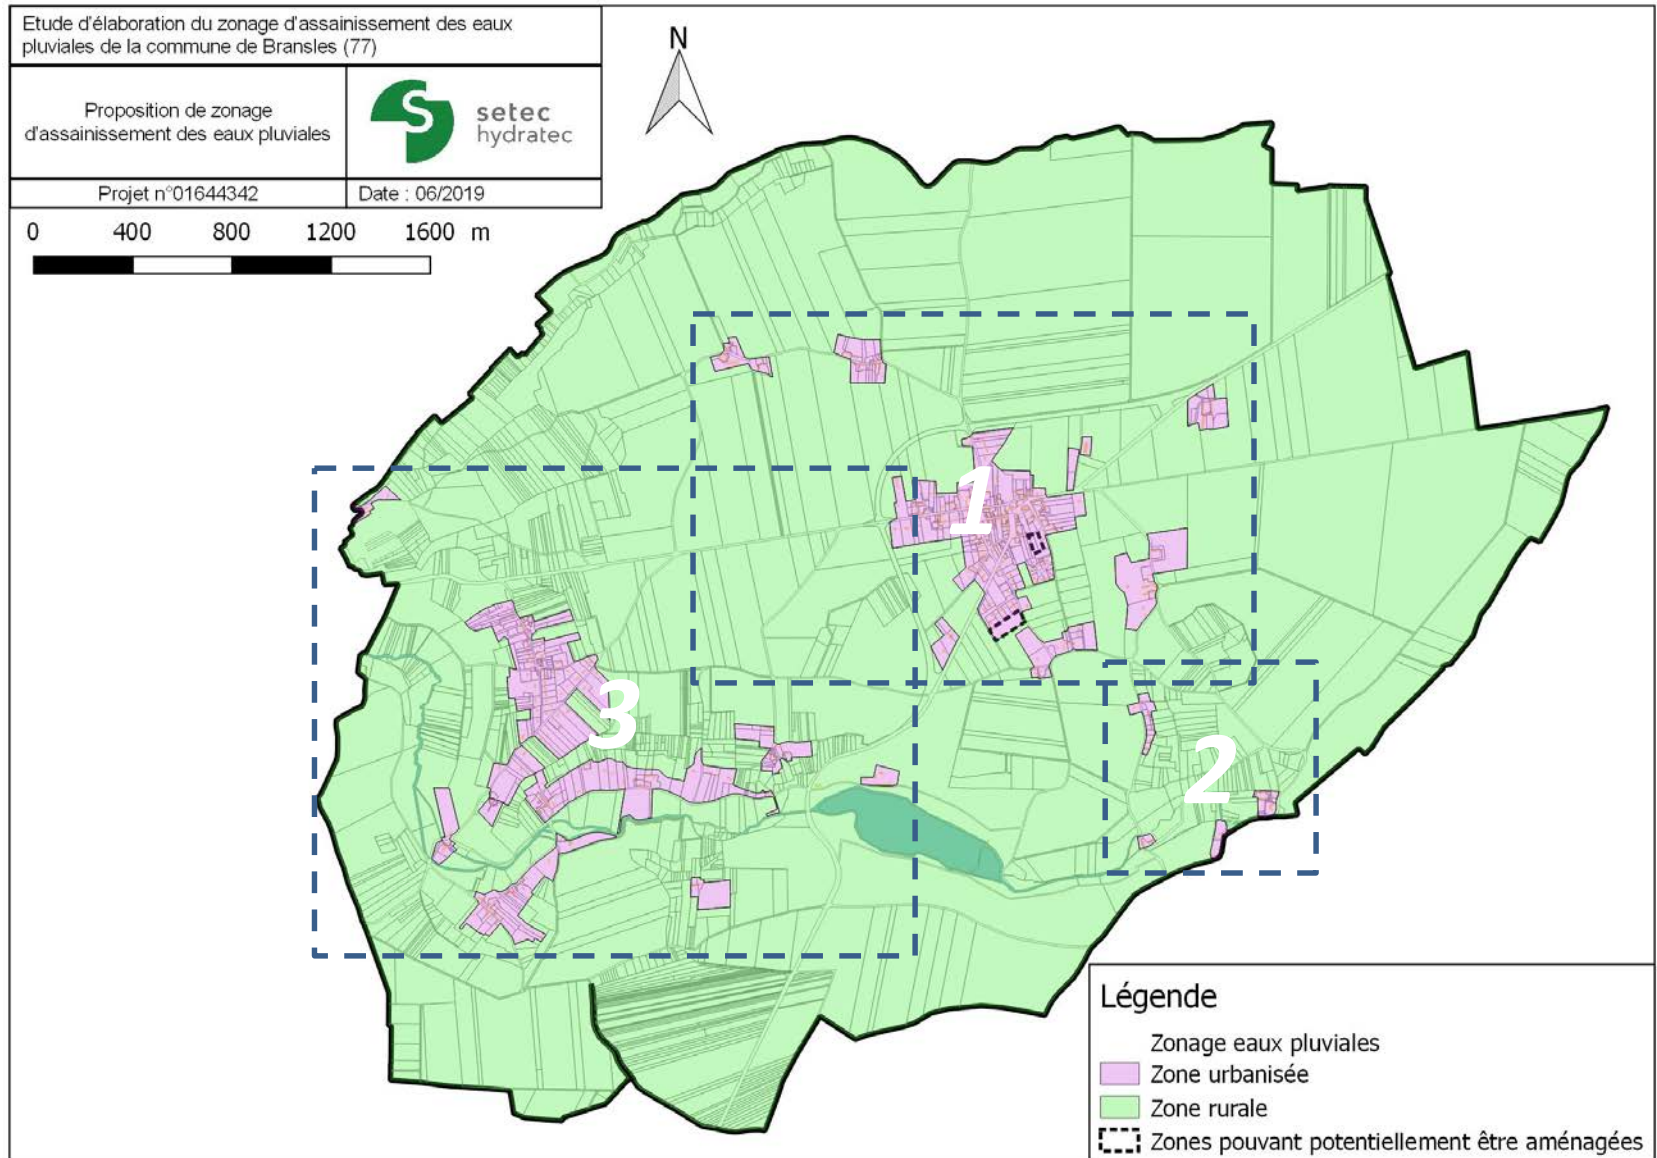 Etude d'élaboration du zonage d'assainissement des eaux
pluviales de la commune de Bransles (77)
Proposition de zonage
d'assainissement des eaux pluviales
S
setec
hydratec
Projet n°01644342
Date : 06/2019
N
0 400 800 1200 1600 m
1
3
2
Légende
Zonage eaux pluviales
Zone urbanisée
Zone rurale
Zones pouvant potentiellement être aménagées